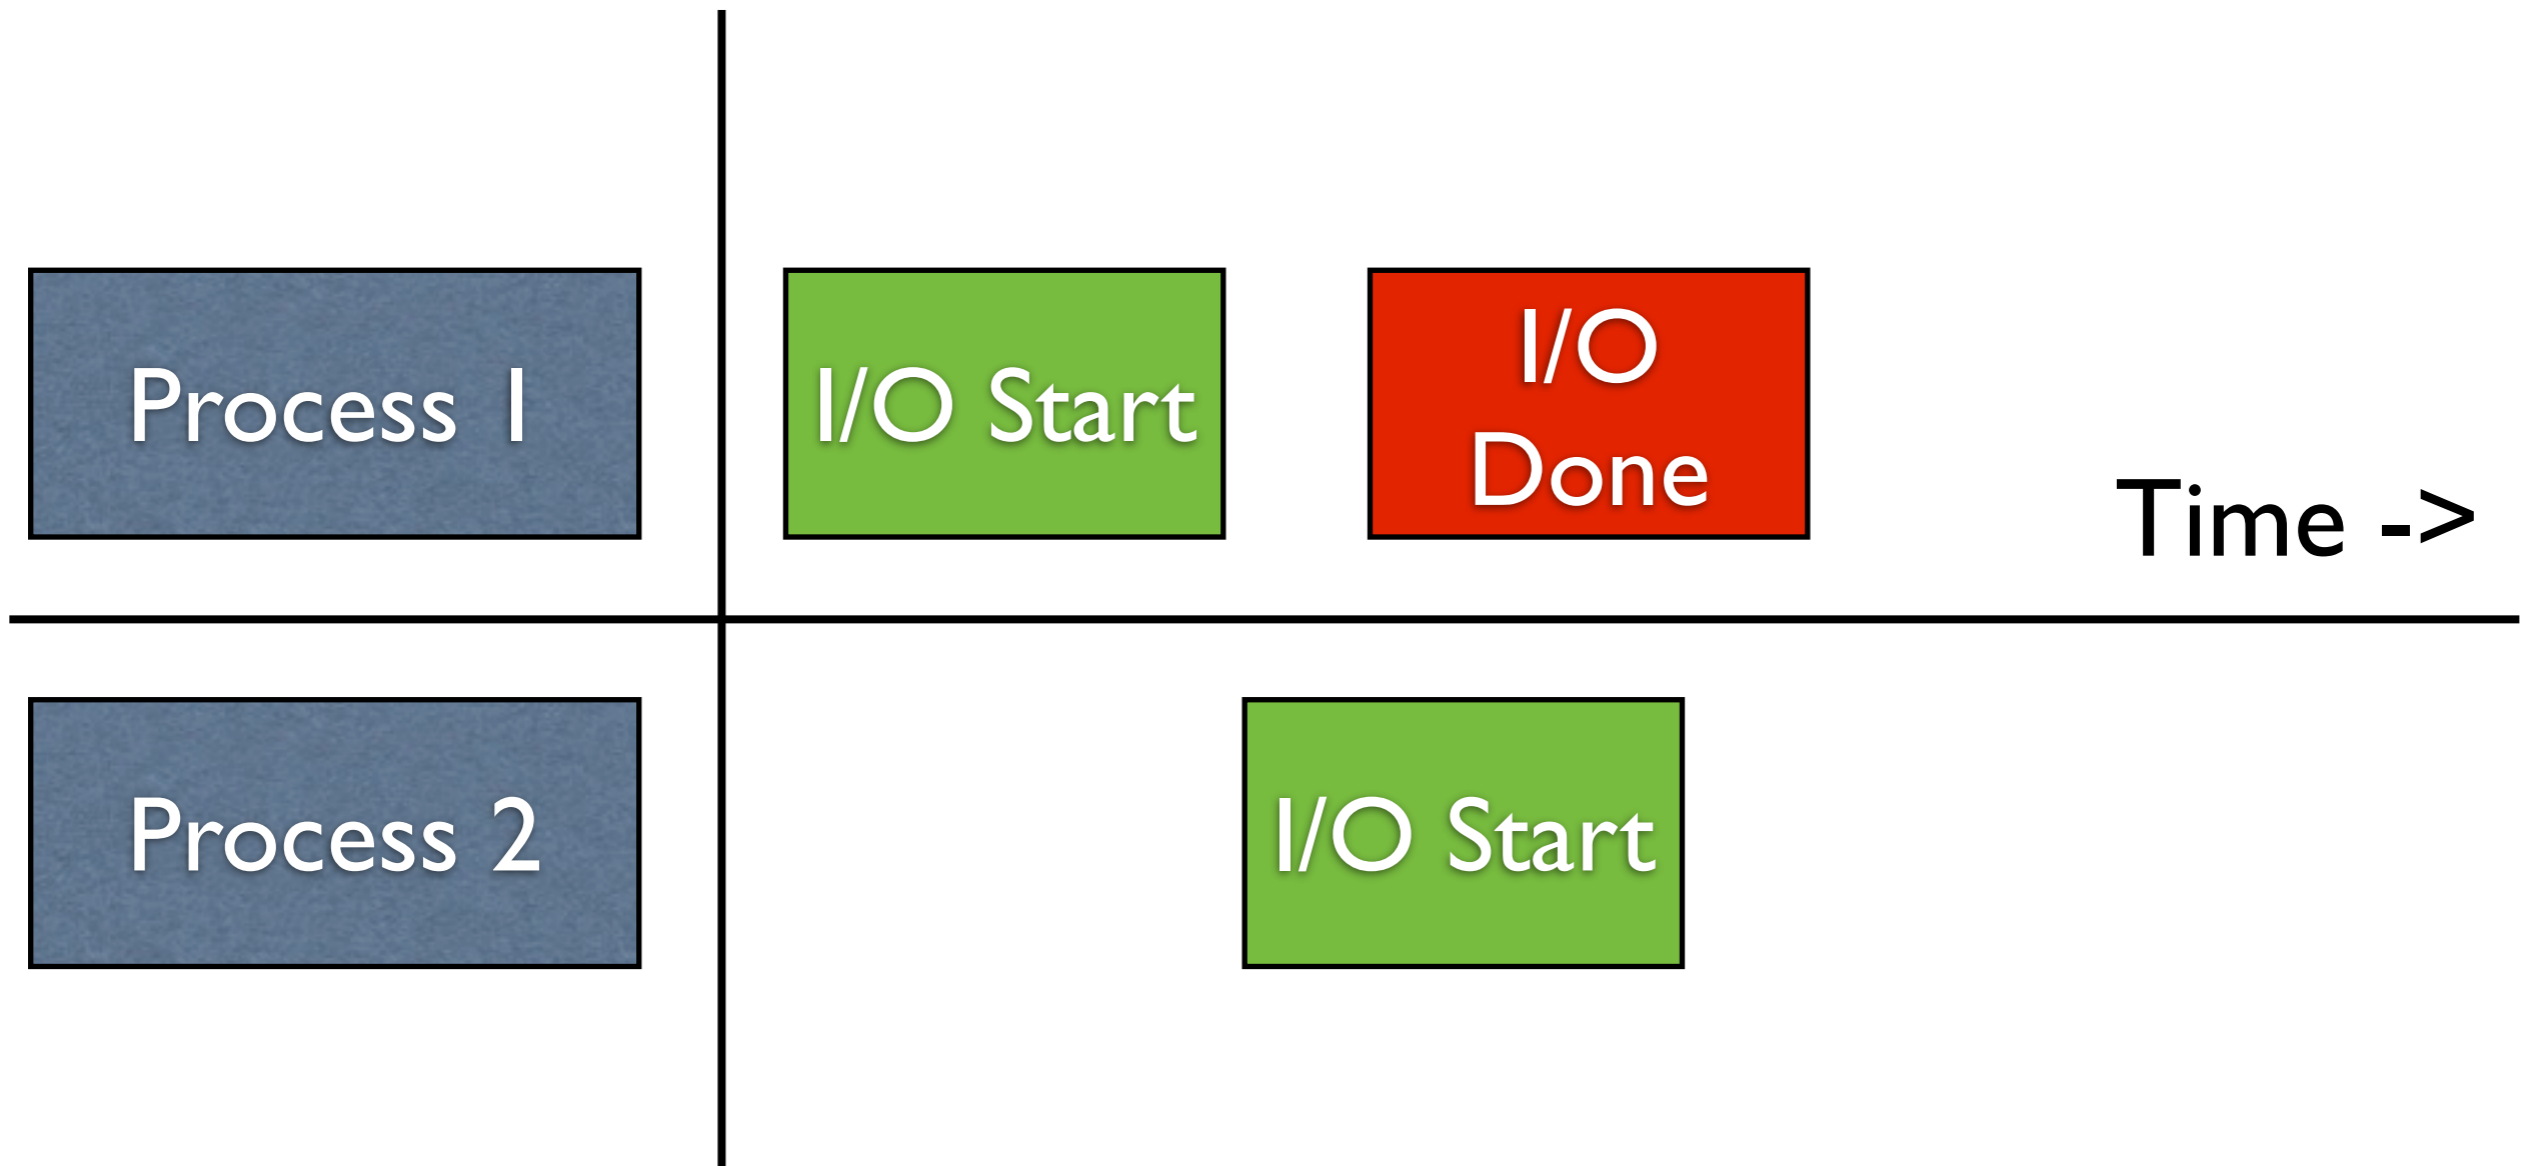 Process 1
I/O Start
I/O
Done
Time ->
Process 2
I/O Start